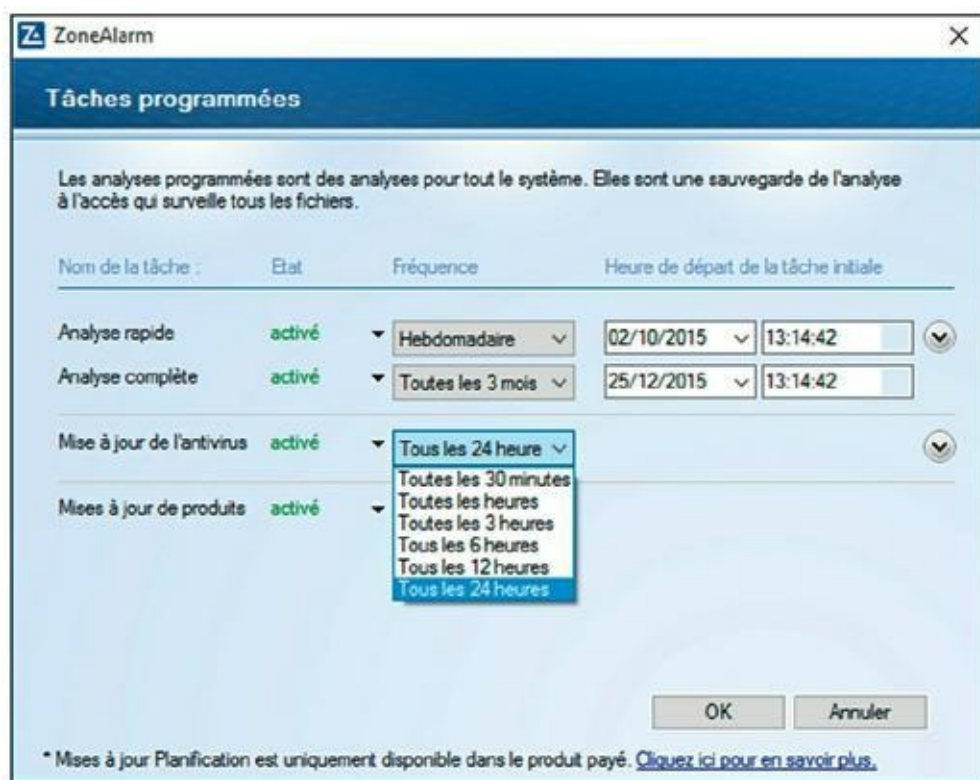 ZoneAlarm
Tâches programmées
Les analyses programmées sont des analyses pour tout le système. Elles sont une sauvegarde de l'analyse
à l'accès qui surveille tous les fichiers.
Nom de la tâche : Etat Fréquence Heure de départ de la tâche initiale
Analyse rapide activé Hebdomadaire 02/10/2015 13:14:42
Analyse complète activé Toutes les 3 mois 25/12/2015 13:14:42
Mise à jour de l'antivirus activé Tous les 24 heure
Toutes les 30 minutes
Toutes les heures
Mises à jour de produits activé
Toutes les 3 heures
Tous les 6 heures
Tous les 12 heures
Tous les 24 heures
OK Annuler
* Mises à jour Planification est uniquement disponible dans le produit payé. Cliquez ici pour en savoir plus.